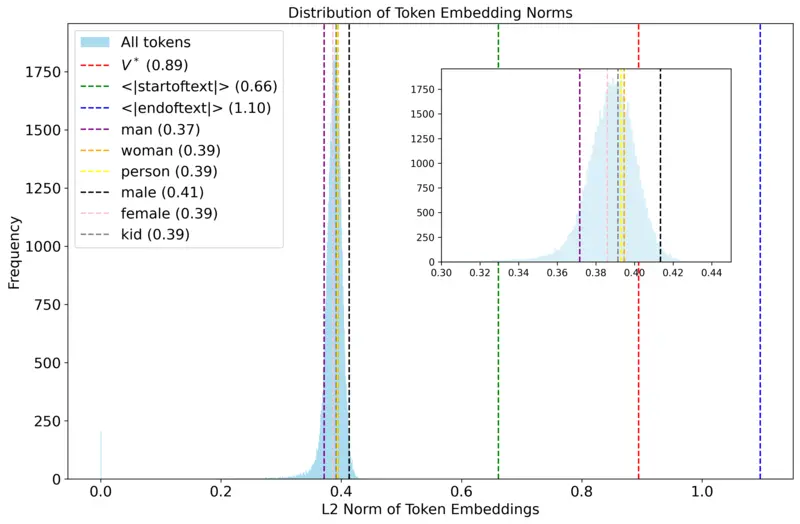 Distribution of Token Embedding Norms
All tokens
V* (0.89)
<|startoftext|> (0.66)
<|endoftext|> (1.10)
man (0.37)
woman (0.39)
person (0.39)
male (0.41)
female (0.39)
kid (0.39)
1750
1500
1250
1000
750
500
250
0
Frequency
1750
1500
1250
1000
750
500
250
0
0.30 0.32 0.34 0.36 0.38 0.40 0.42 0.44
0.0 0.2 0.4 0.6 0.8 1.0
L2 Norm of Token Embeddings